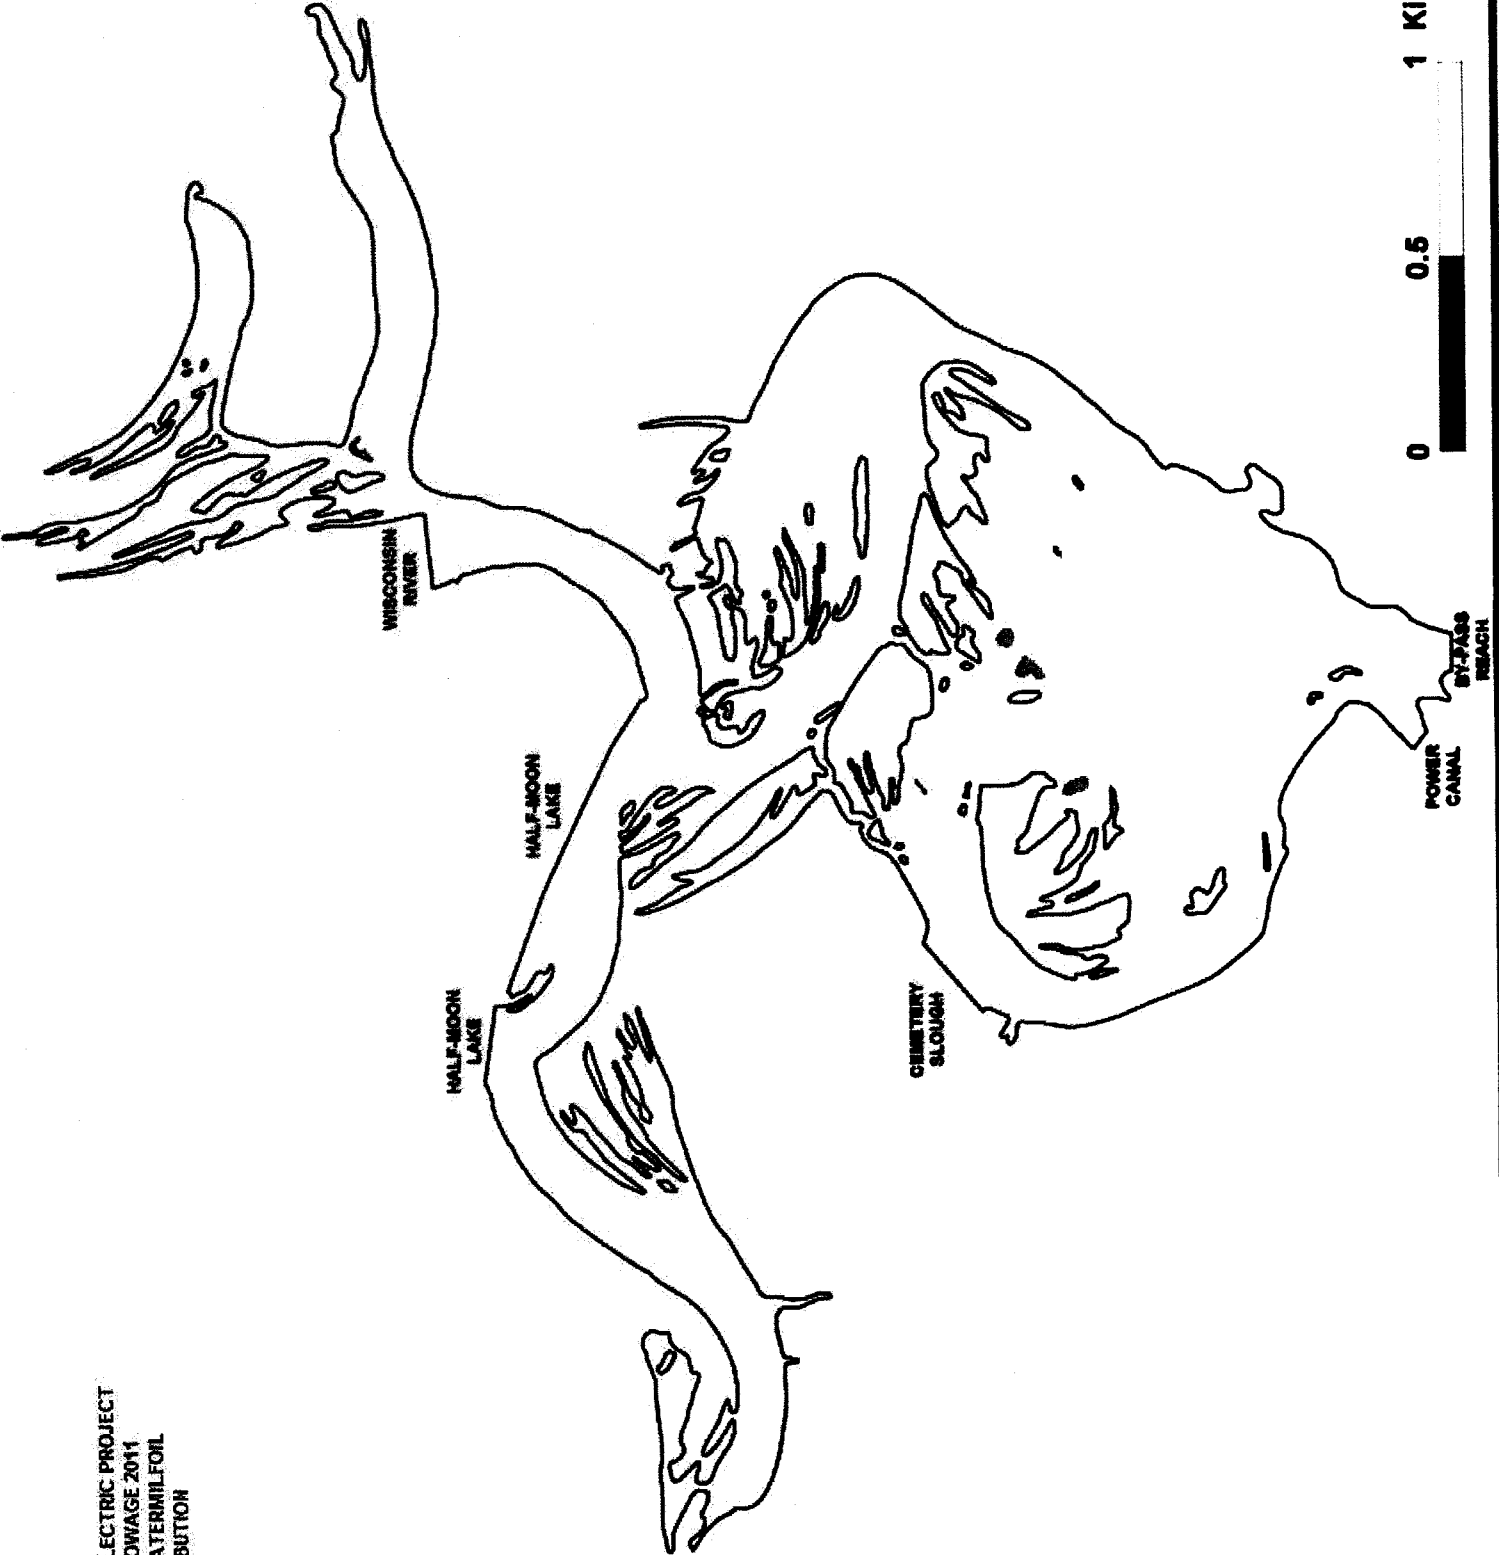 LECTRIC PROJECT
OWAGE 2011
ATERMILFOIL
BUTION
WISCONSIN
RIVER
HALF-MOON
LAKE
HALF-MOON
LAKE
CEMETERY
SLOUGH
POWER
CANAL
BY-PASS
REACH
0 0.5 1 Ki